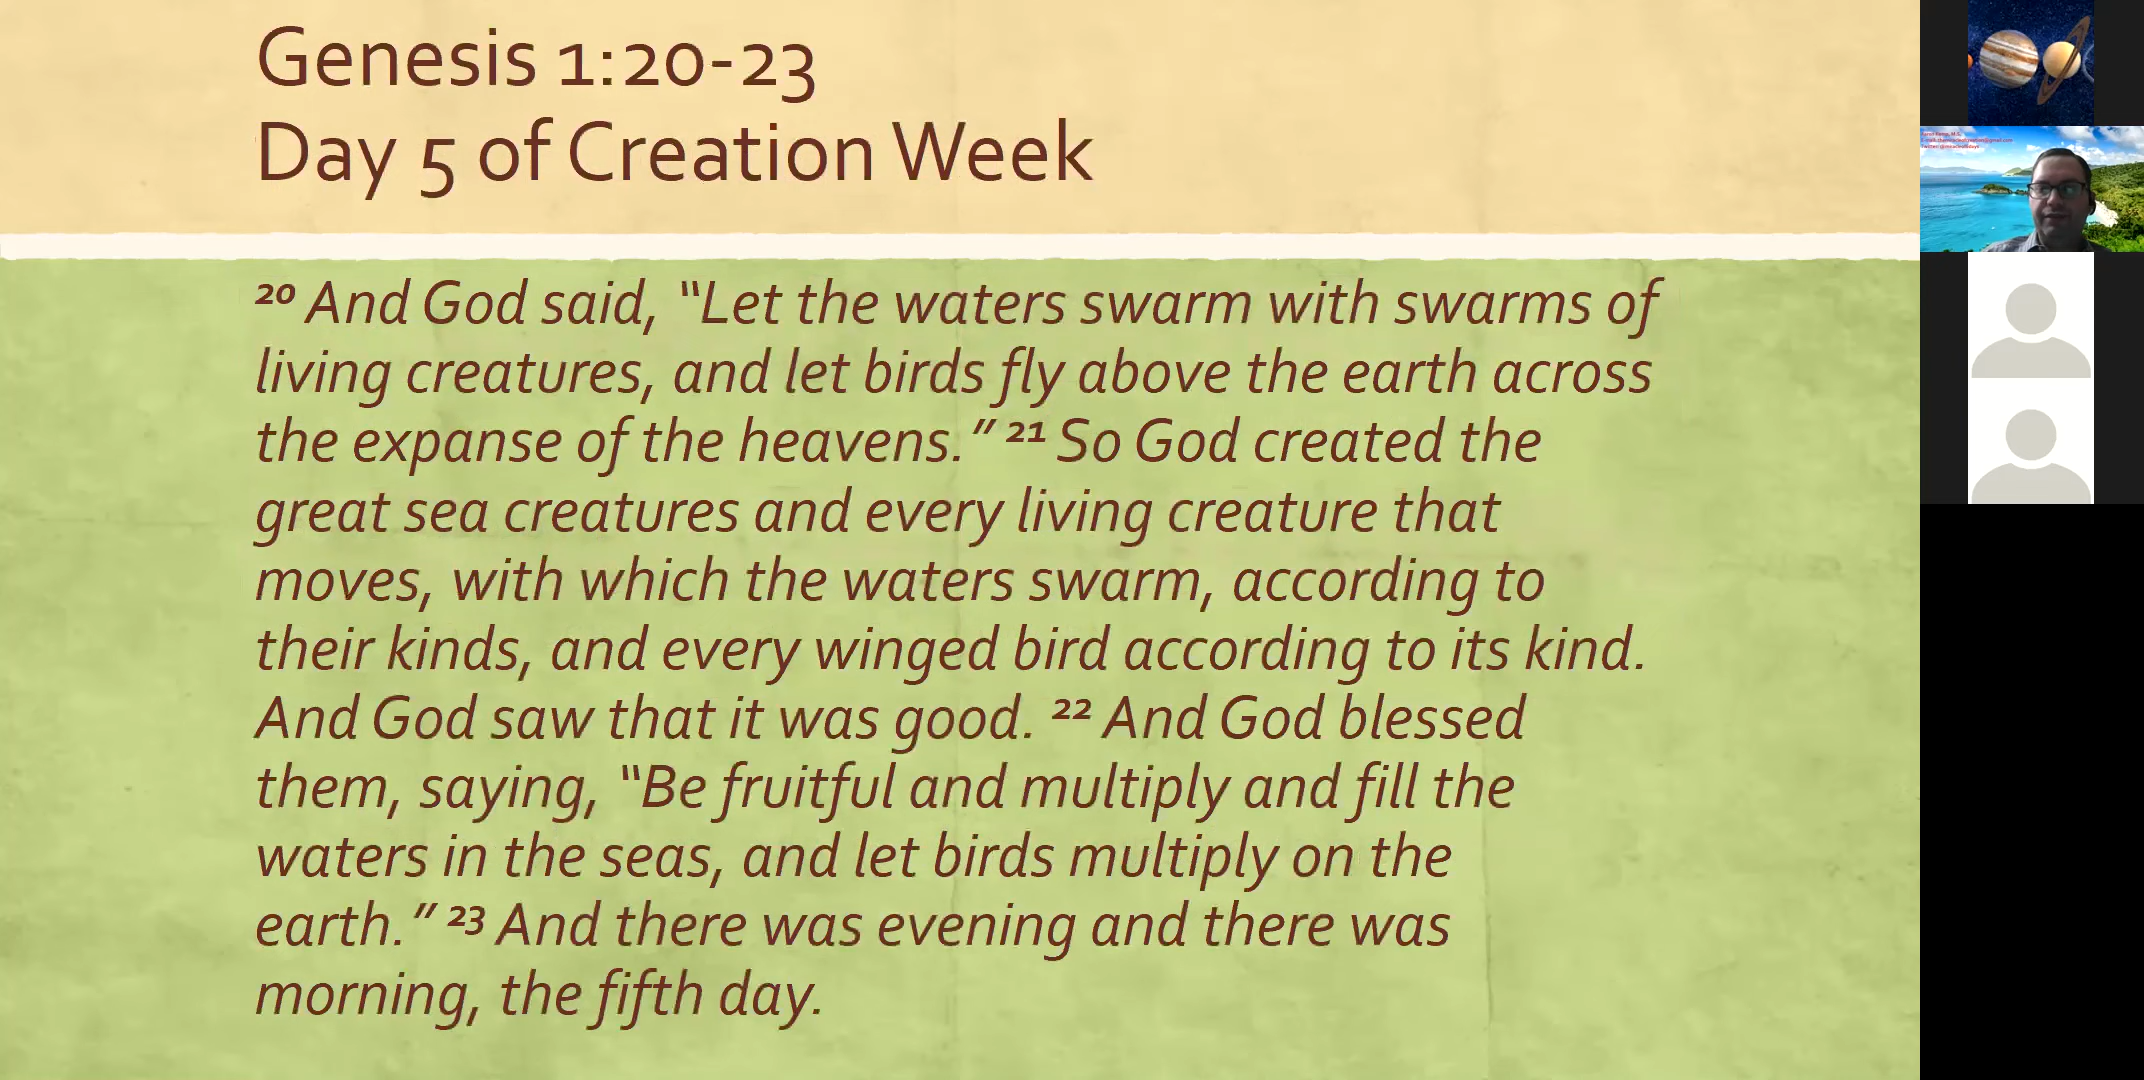 Genesis 1:20-23
Day 5 of Creation Week
20 And God said, “Let the waters swarm with swarms of
living creatures, and let birds fly above the earth across
the expanse of the heavens.” 21 So God created the
great sea creatures and every living creature that
moves, with which the waters swarm, according to
their kinds, and every winged bird according to its kind.
And God saw that it was good. 22 And God blessed
them, saying, “Be fruitful and multiply and fill the
waters in the seas, and let birds multiply on the
earth.” 23 And there was evening and there was
morning, the fifth day.